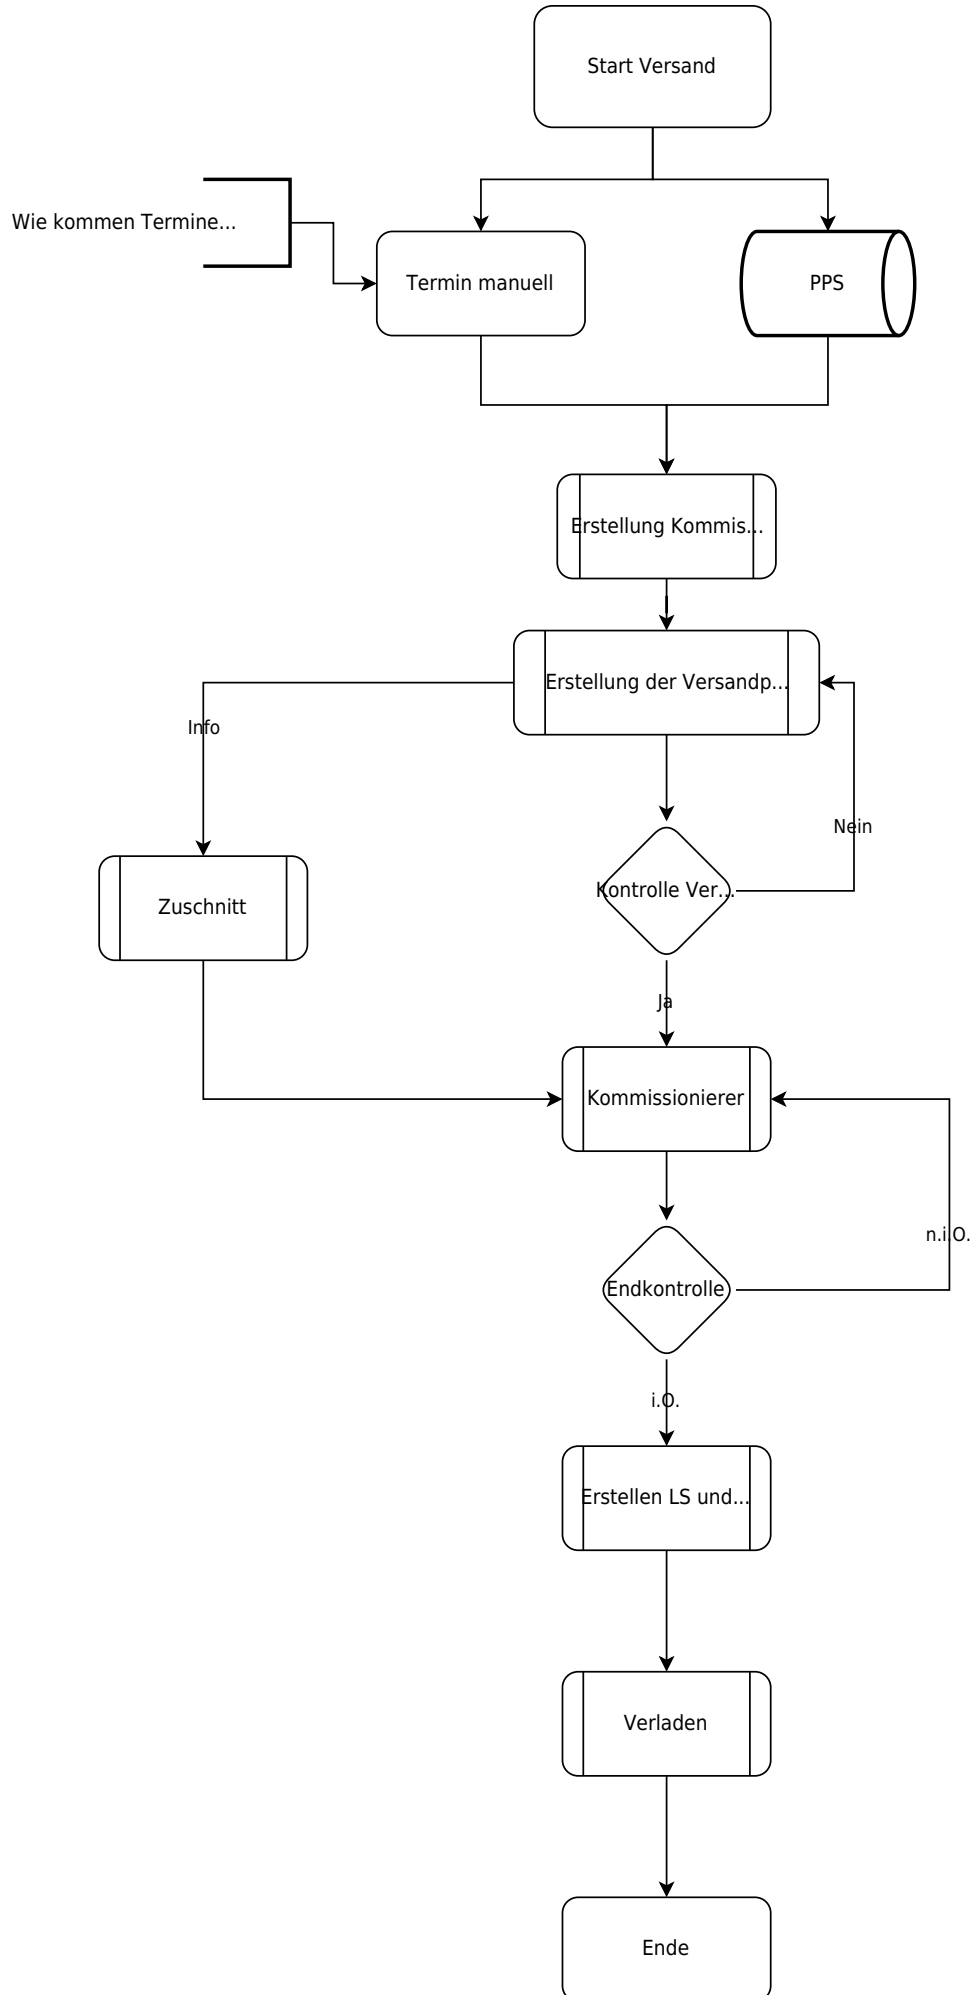 Start Versand
Wie kommen Termine...
Termin manuell
PPS
Erstellung Kommis...
Erstellung der Versandp...
Info
Nein
Kontrolle Ver...
Zuschnitt
Ja
Kommissionierer
n.i.O.
Endkontrolle
i.O.
Erstellen LS und...
Verladen
Ende